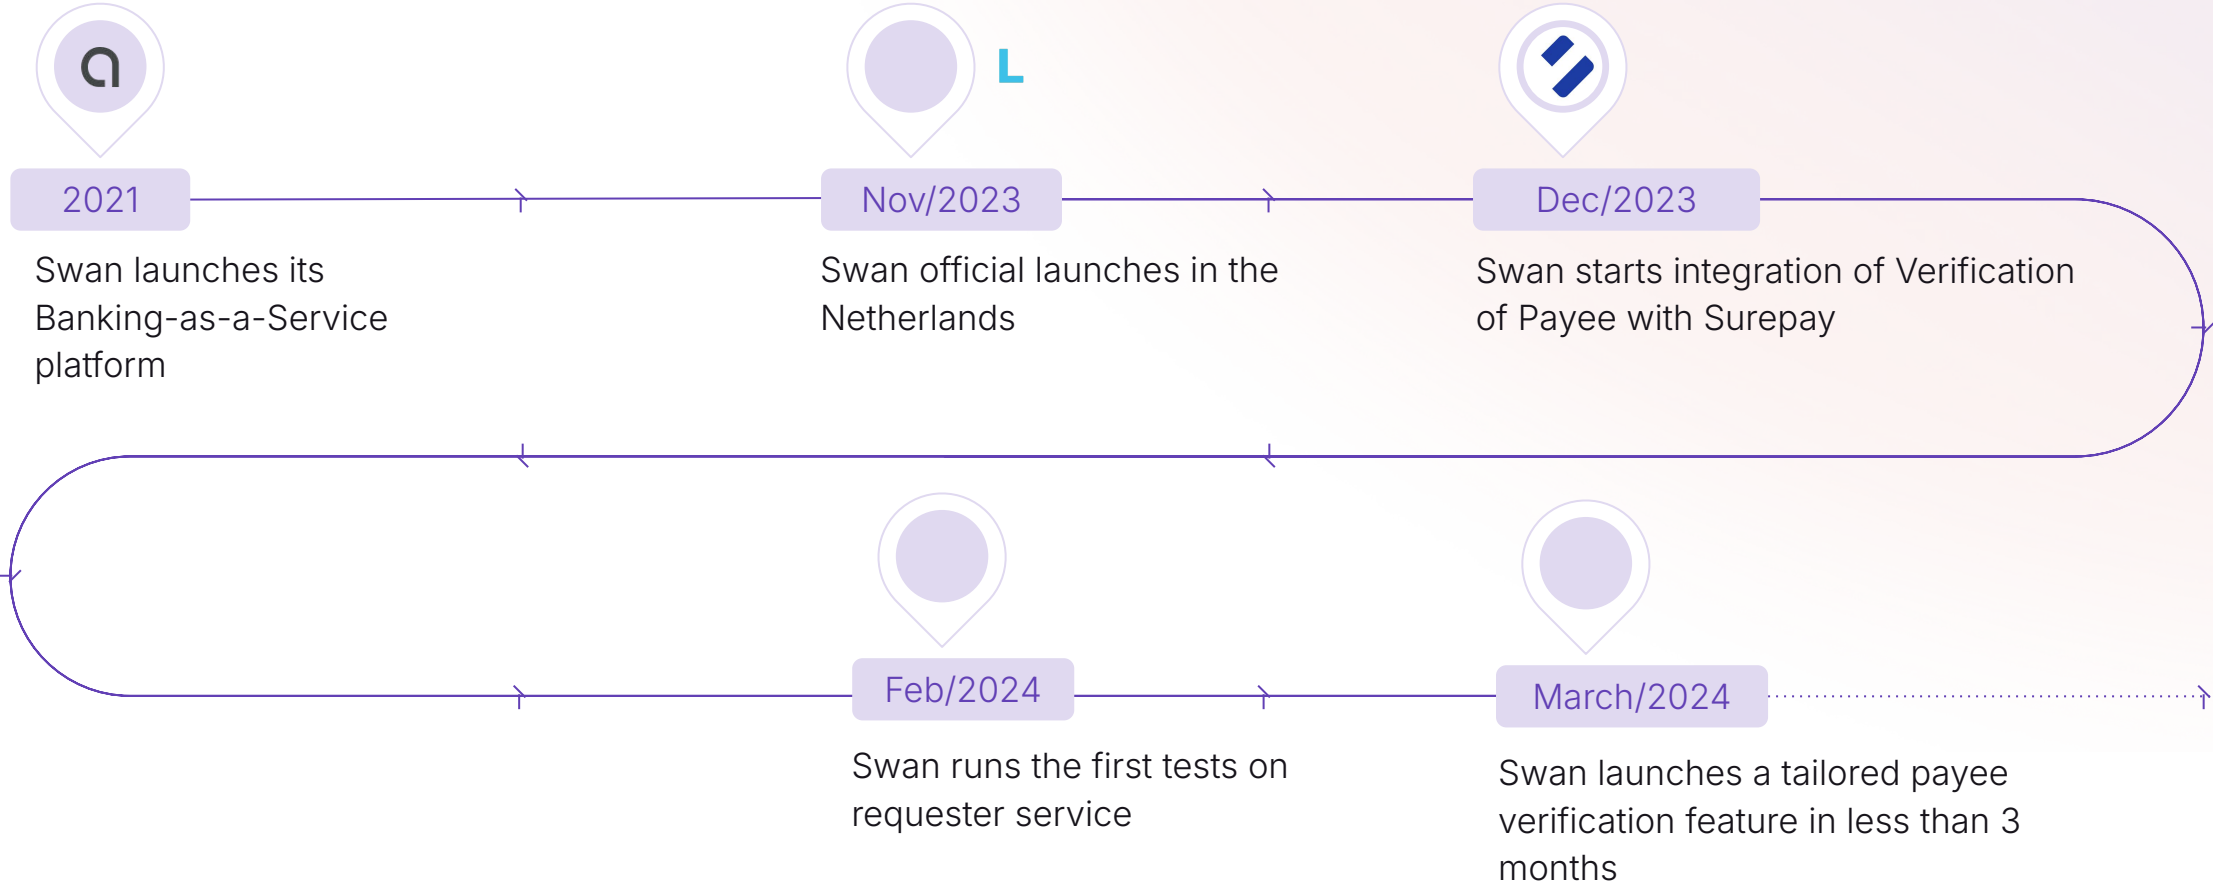 L
2021
Nov/2023
Dec/2023
Swan launches its
Banking-as-a-Service
platform
Swan official launches in the
Netherlands
Swan starts integration of Verification
of Payee with Surepay
Feb/2024
March/2024
Swan runs the first tests on
requester service
Swan launches a tailored payee
verification feature in less than 3
months